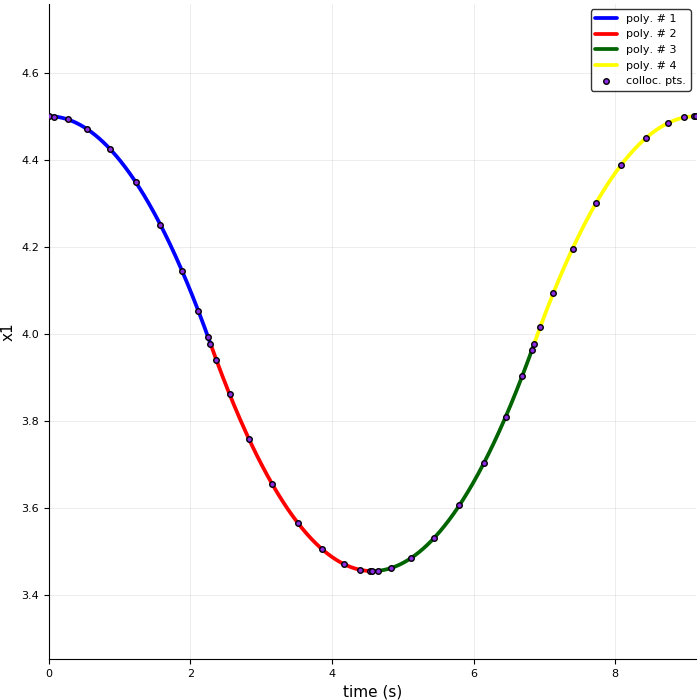 poly. # 1
poly. # 2
poly. # 3
poly. # 4
colloc. pts.
4.6
4.4
4.2
4.0
3.8
3.6
3.4
x1
0 2 4 6 8
time (s)